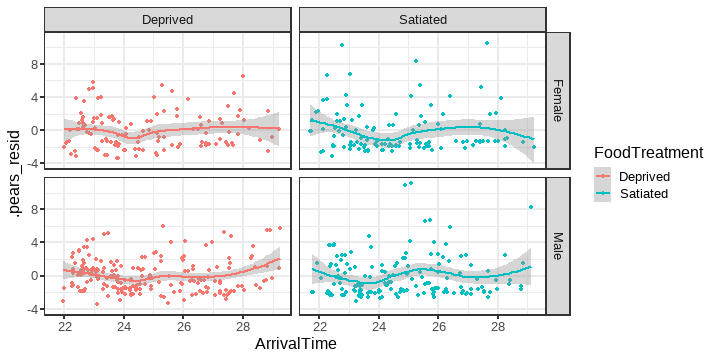 Deprived
Satiated
8
4
0
-4
Female
8
4
0
-4
Male
22
24
26
28
22
24
26
28
ArrivalTime
.pears_resid
FoodTreatment
Deprived
Satiated